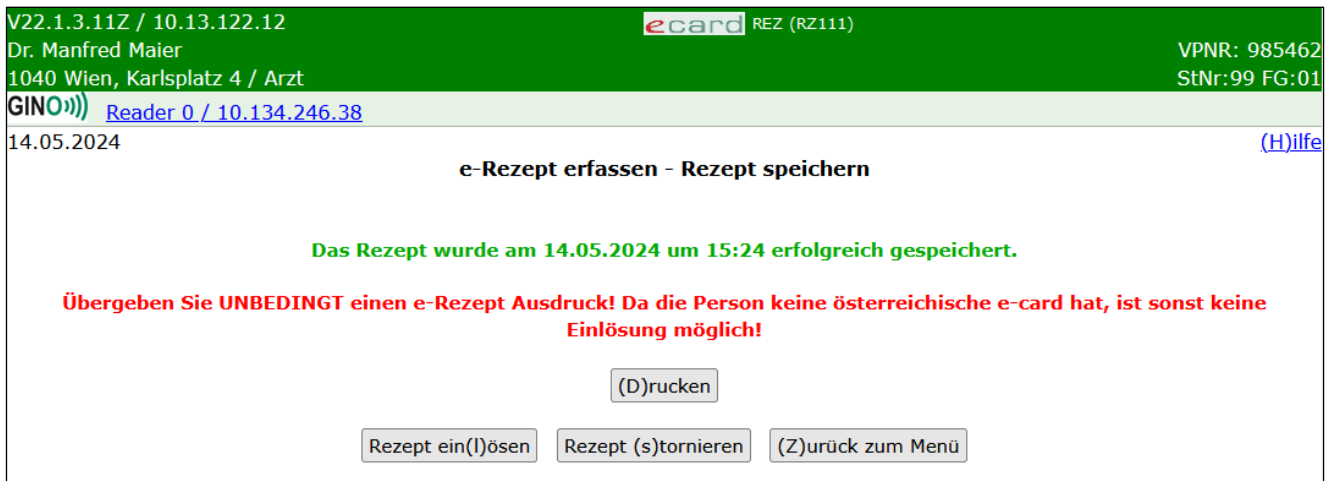 V22.1.3.11Z / 10.13.122.12 ecard REZ (RZ111)
Dr. Manfred Maier VPNR: 985462
1040 Wien, Karlsplatz 4 / Arzt StNr:99 FG:01
GINO))) Reader 0 / 10.134.246.38
14.05.2024 (H)ilfe
e-Rezept erfassen - Rezept speichern
Das Rezept wurde am 14.05.2024 um 15:24 erfolgreich gespeichert.
Übergeben Sie UNBEDINGT einen e-Rezept Ausdruck! Da die Person keine österreichische e-card hat, ist sonst keine
Einlösung möglich!
(D)rucken
Rezept ein(l)ösen Rezept (s)tornieren (Z)urück zum Menü